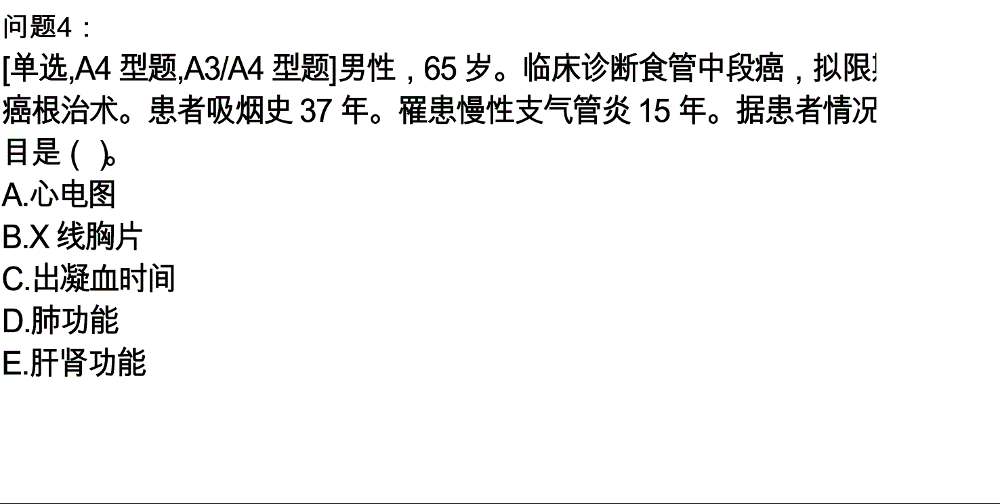 问题4：
[单选,A4 型题,A3/A4 型题]男性，65 岁。临床诊断食管中段癌，拟限
癌根治术。患者吸烟史 37 年。罹患慢性支气管炎 15 年。据患者情况
目是（ ）。
A.心电图
B.X 线胸片
C.出凝血时间
D.肺功能
E.肝肾功能